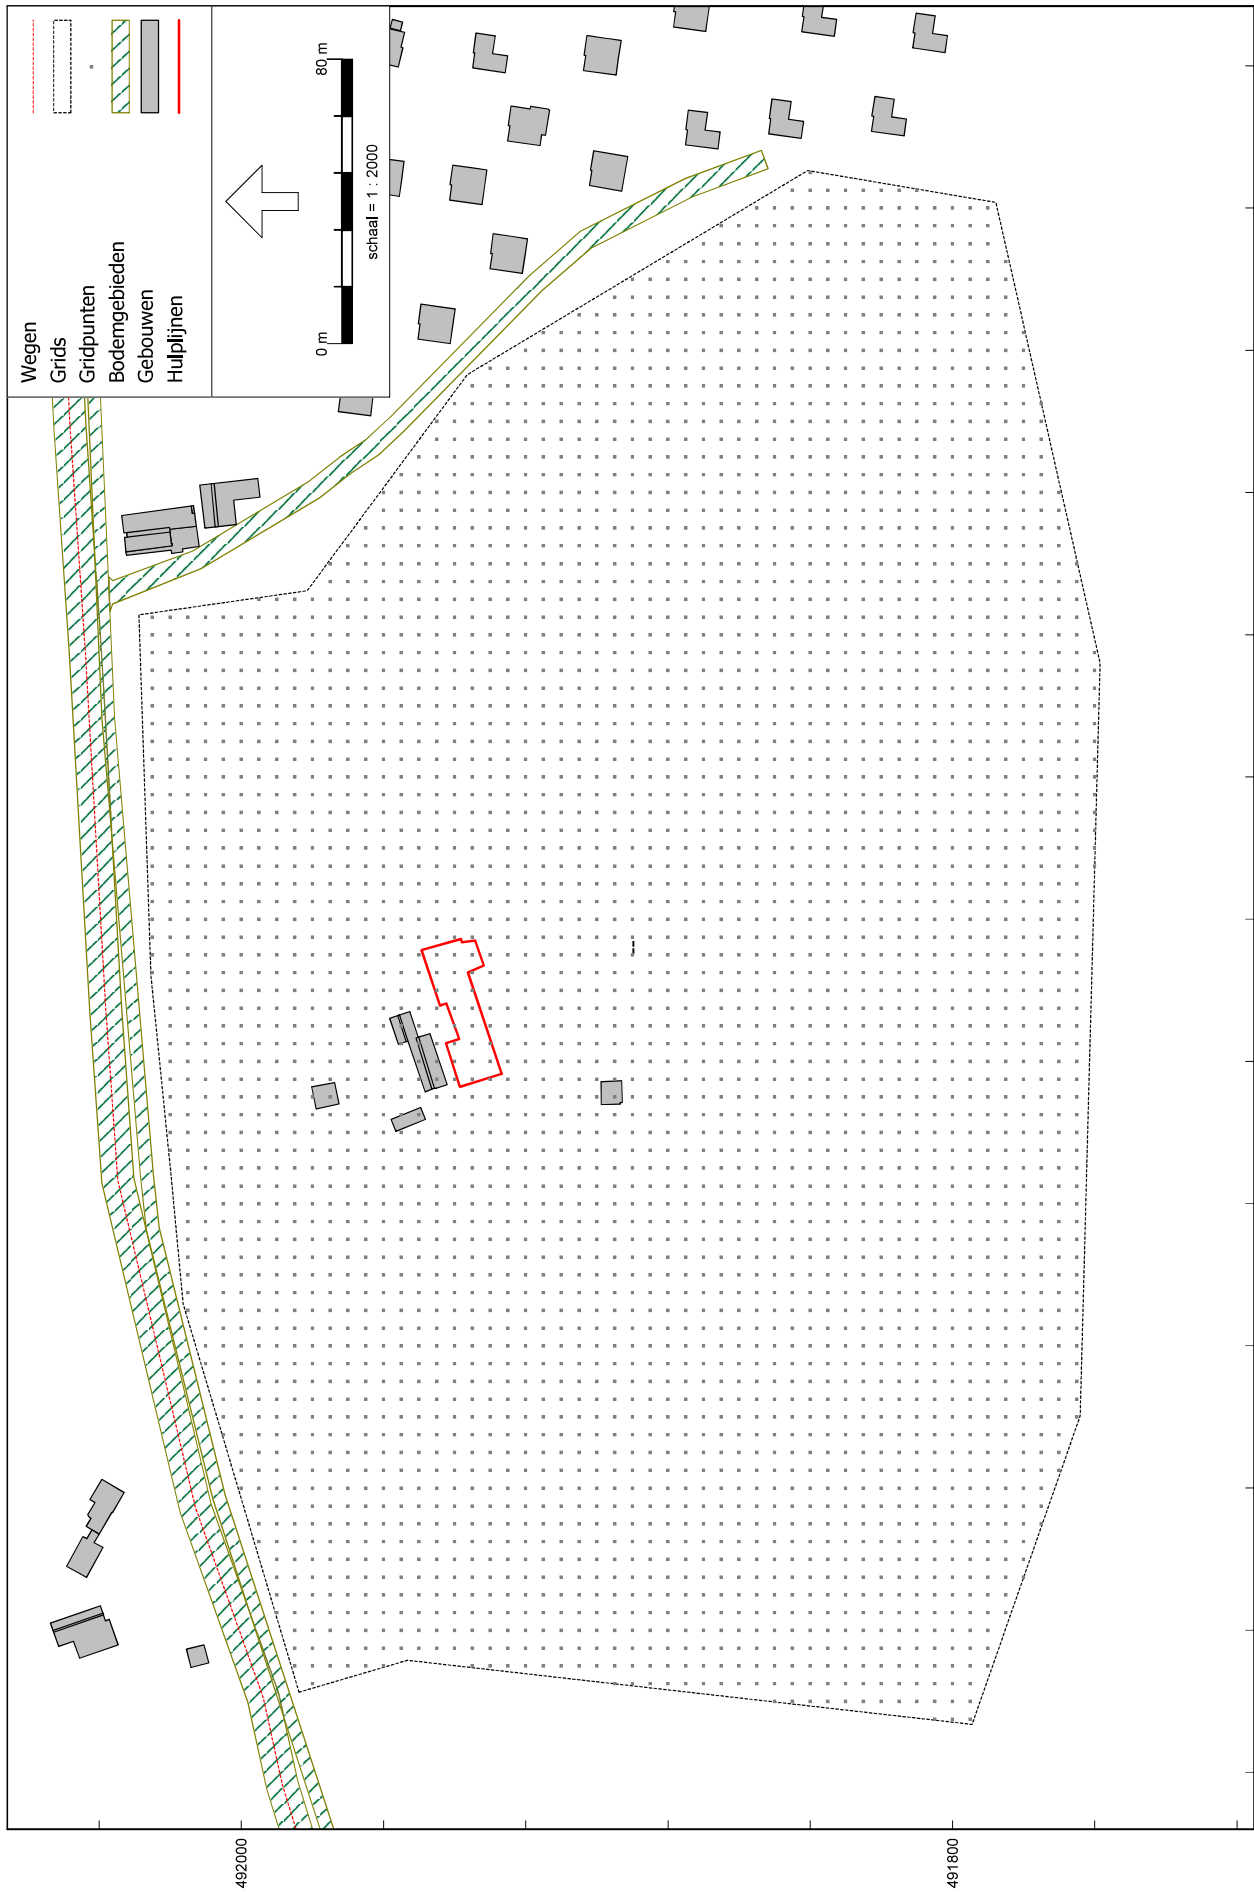 Wegen
Grids
Gridpunten
Bodemgebieden
Gebouwen
Hulplijnen
0 m
80 m
schaal = 1 : 2000
492000
491800